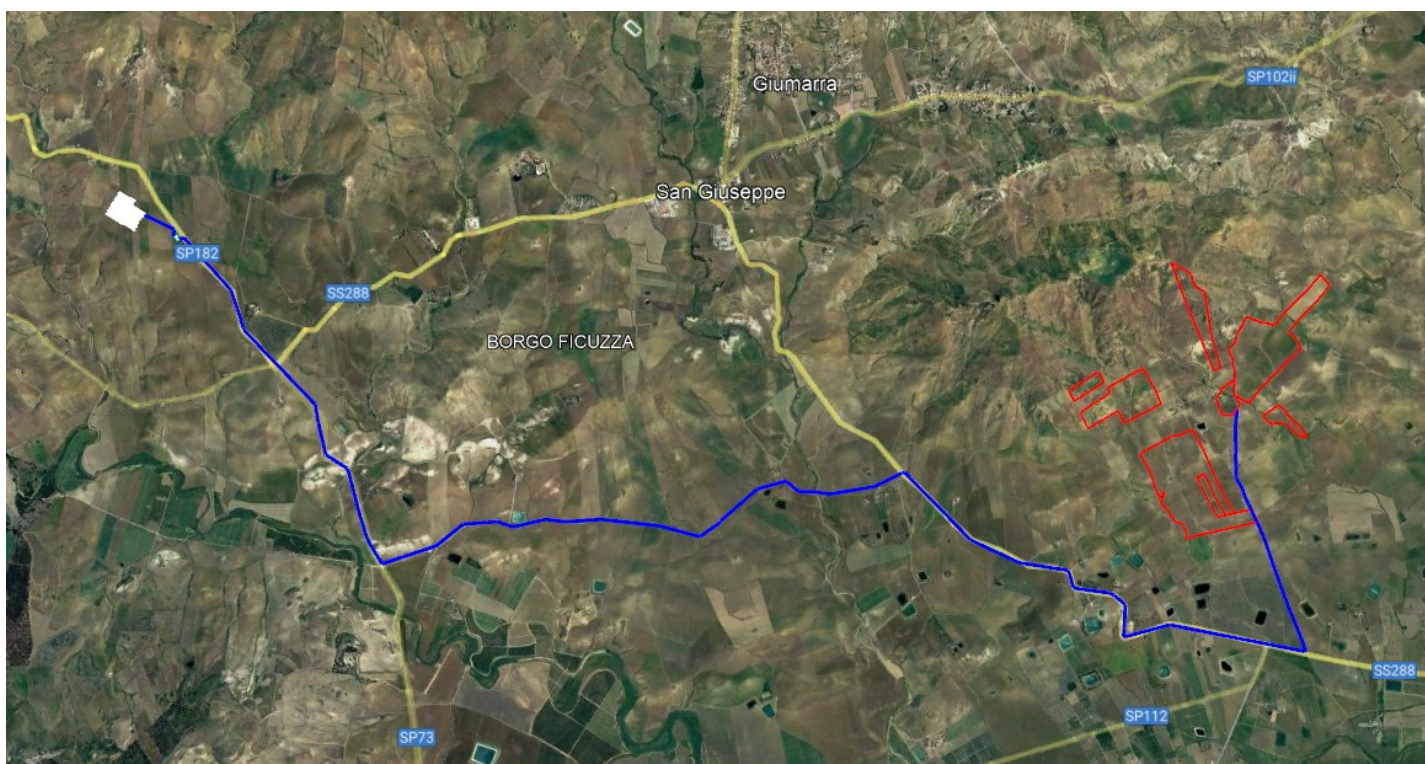 SP102ii
Giumarra
San Giuseppe
SP182
SS288
BORGO FICUZZA
SS288
SP112
SP73